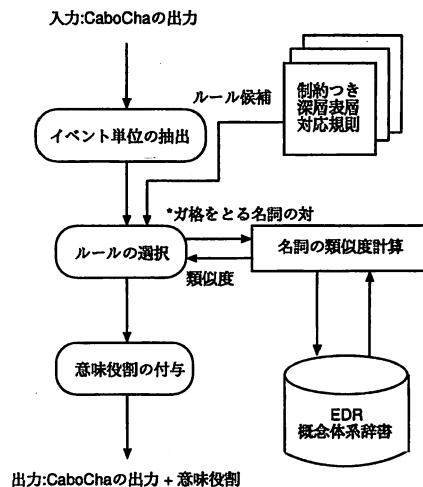 入力:CaboChaの出力
ルール候補
制約つき
深層表層
対応規則
イベント単位の抽出
*ガ格をとる名詞の対
ルールの選択
名詞の類似度計算
類似度
意味役割の付与
EDR
概念体系辞書
出力:CaboChaの出力 + 意味役割